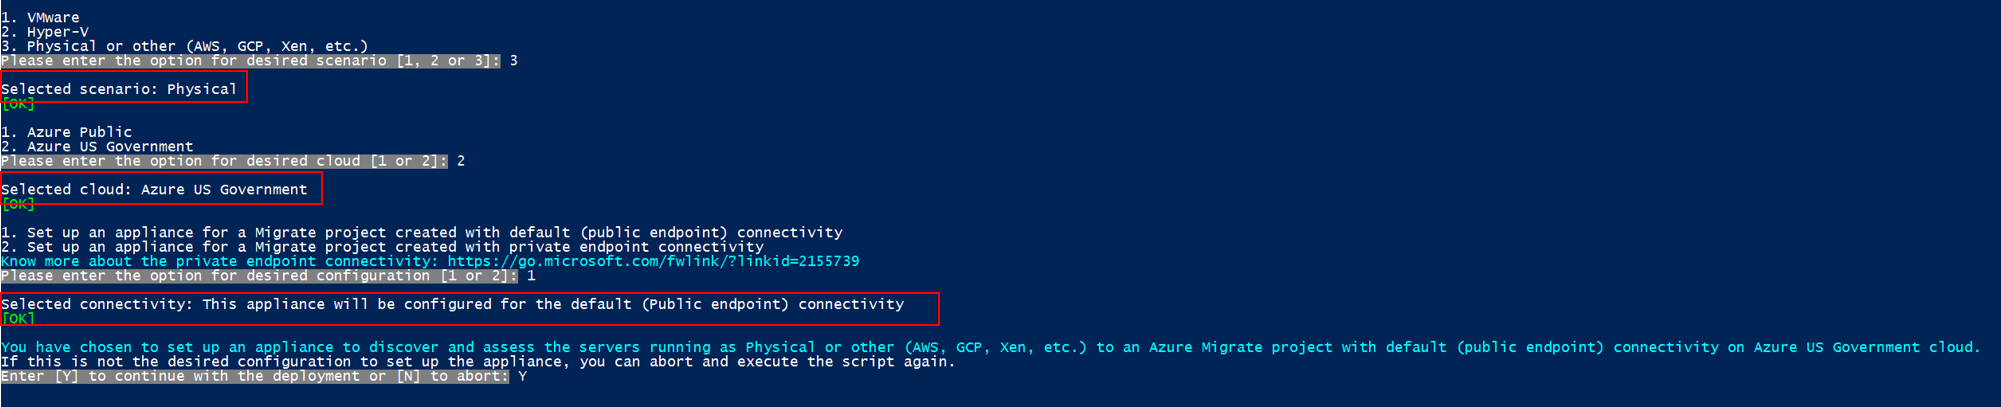 1. VMware
2. Hyper-V
3. Physical or other (AWS, GCP, Xen, etc.)
Please enter the option for desired scenario [1, 2 or 3]: 3
Selected scenario: Physical
[OK]
1. Azure Public
2. Azure US Government
Please enter the option for desired cloud [1 or 2]: 2
Selected cloud: Azure US Government
[OK]
1. Set up an appliance for a Migrate project created with default (public endpoint) connectivity
2. Set up an appliance for a Migrate project created with private endpoint connectivity
Know more about the private endpoint connectivity: https://go.microsoft.com/fwlink/?linkid=2155739
Please enter the option for desired configuration [1 or 2]: 1
Selected connectivity: This appliance will be configured for the default (Public endpoint) connectivity
[OK]
You have chosen to set up an appliance to discover and assess the servers running as Physical or other (AWS, GCP, Xen, etc.) to an Azure Migrate project with default (public endpoint) connectivity on Azure US Government cloud.
If this is not the desired configuration to set up the appliance, you can abort and execute the script again.
Enter [Y] to continue with the deployment or [N] to abort: Y